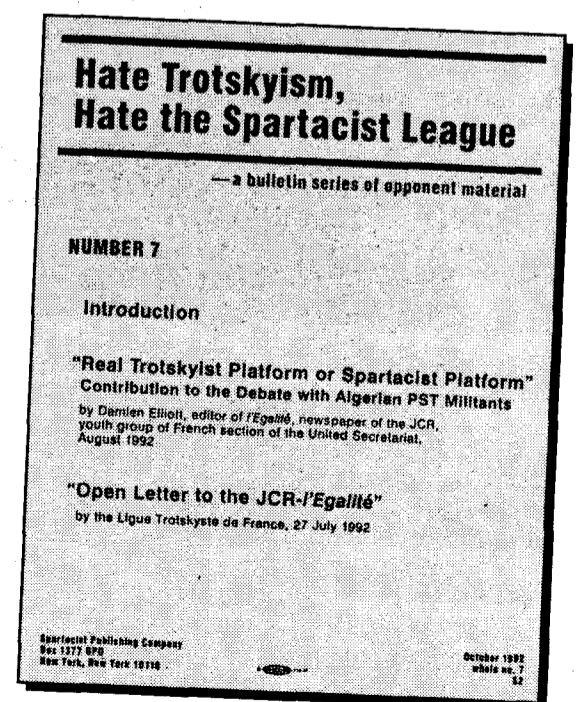 Hate Trotskyism,
Hate the Spartacist League
—a bulletin series of opponent material
NUMBER 7
Introduction
"Real Trotskyist Platform or Spartacist Platform"
Contribution to the Debate with Algerian PST Militants
by Damien Elliott, editor of l'Egalité, newspaper of the JCR,
youth group of French section of the United Secretariat,
August 1992
"Open Letter to the JCR-l'Egalité"
by the Ligue Trotskyste de France, 27 July 1992
Spartacist Publishing Company
Box 1377 GPO
New York, New York 10116
October 1992
whole no. 7
$2